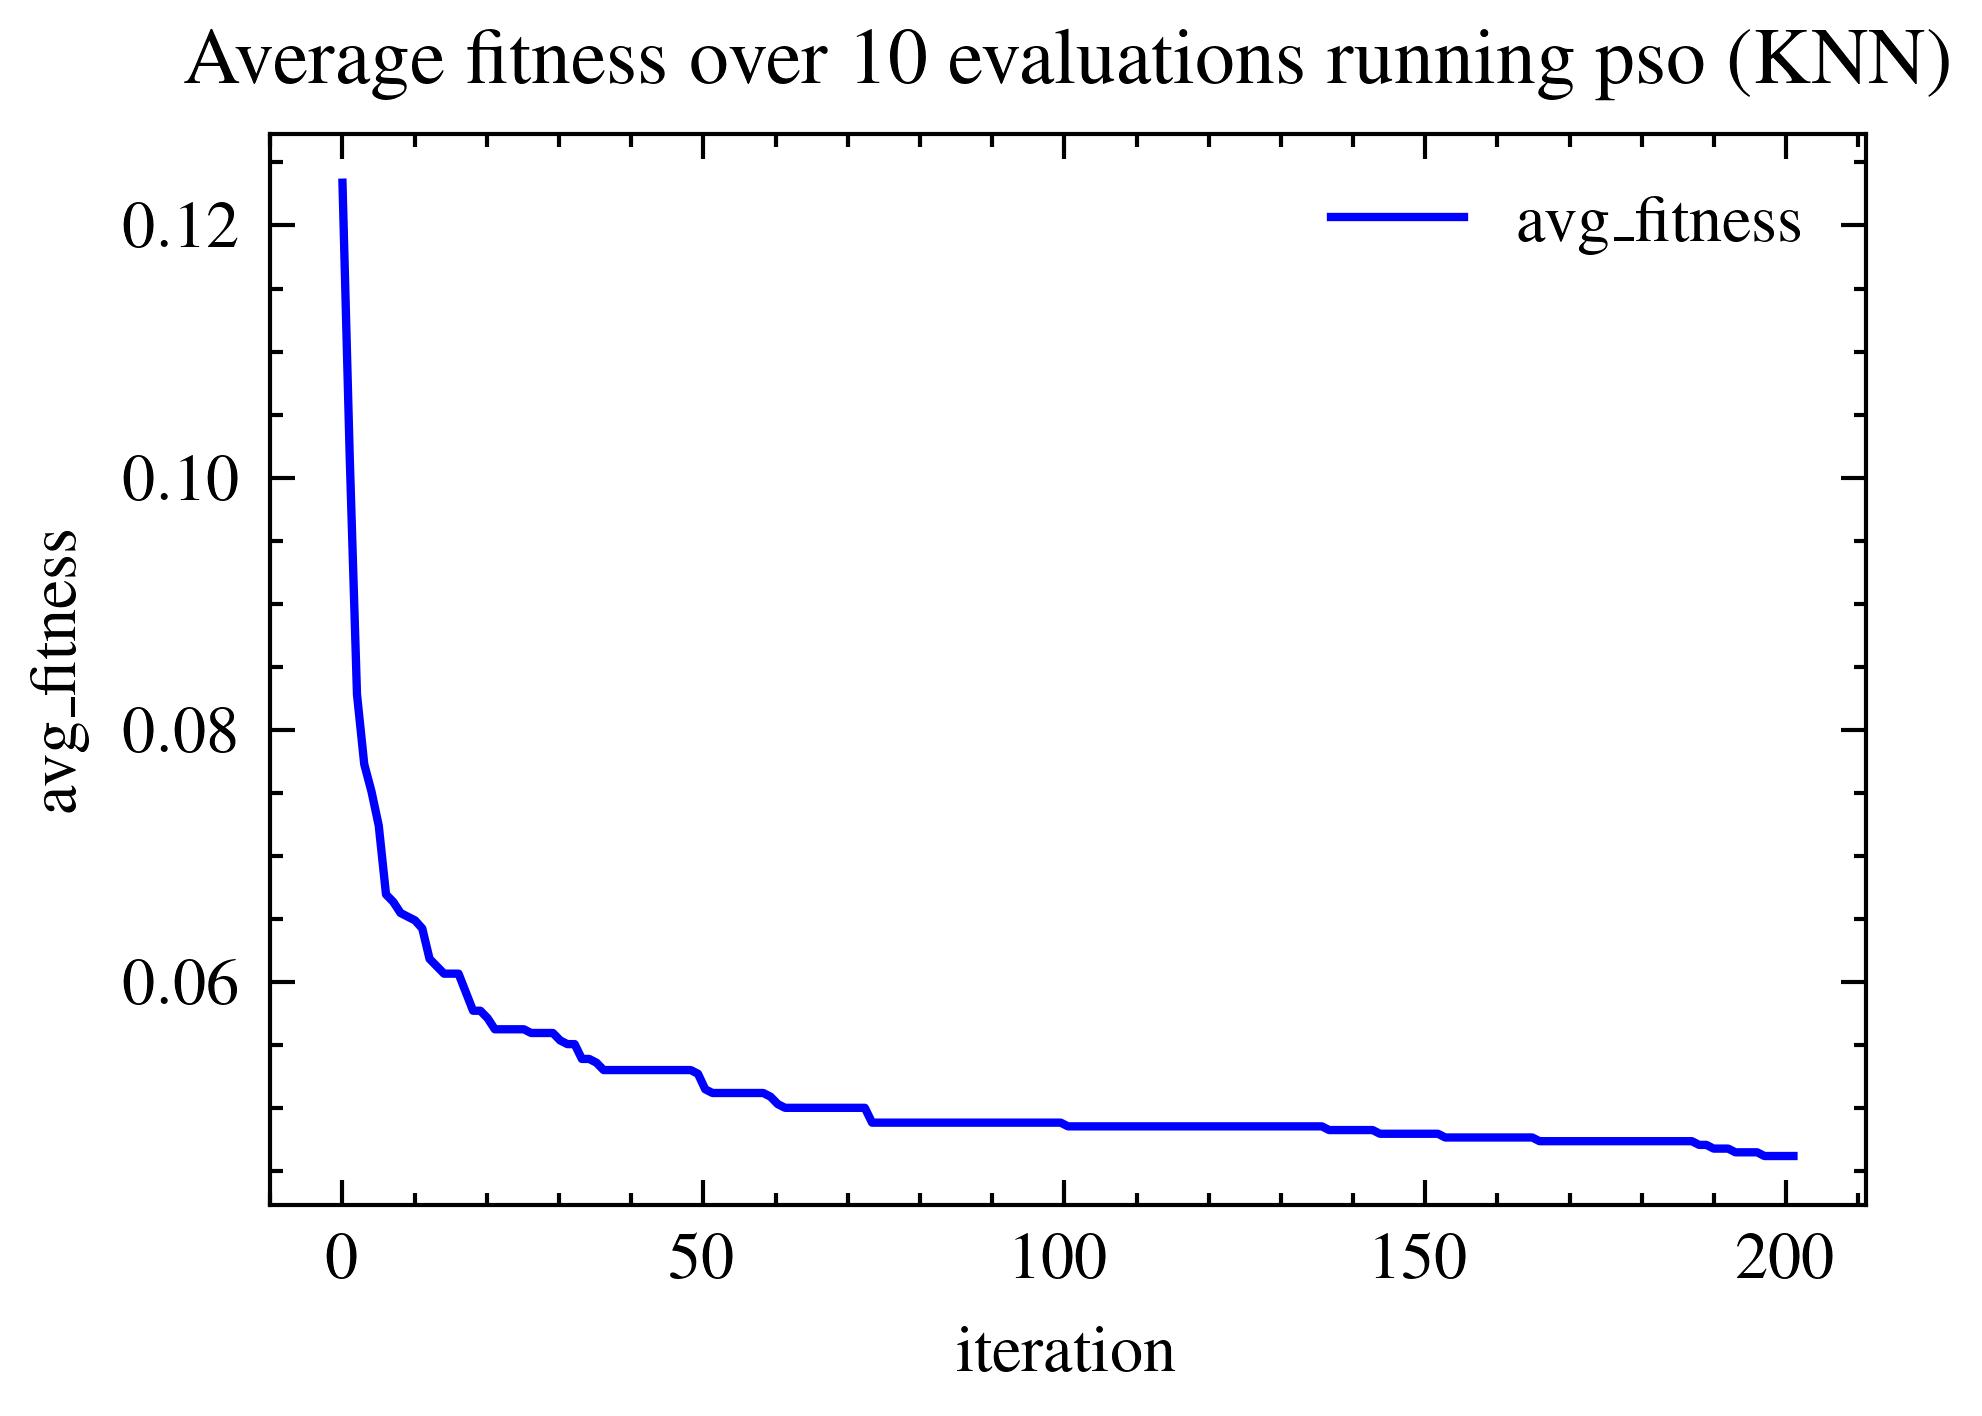 Average fitness over 10 evaluations running pso (KNN)
avg_fitness
0.12
0.10
0.08
0.06
avg_fitness
0
50
100
150
200
iteration